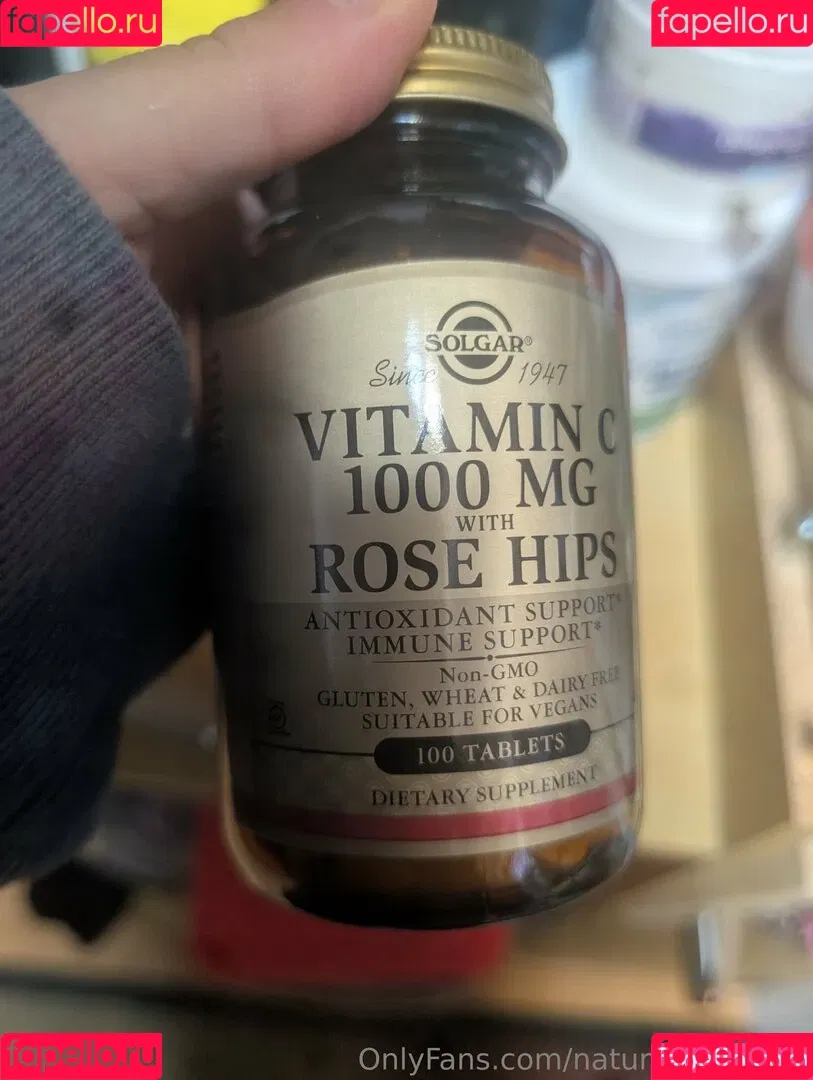 fapello.ru
fapello.ru
SOLGAR®
Since 1947
VITAMIN C
1000 MG
WITH
ROSE HIPS
ANTIOXIDANT SUPPORT*
IMMUNE SUPPORT*
Non-GMO
GLUTEN, WHEAT & DAIRY FREE
SUITABLE FOR VEGANS
100 TABLETS
DIETARY SUPPLEMENT
fapello.ru
OnlyFans.com/natur
fapello.ru